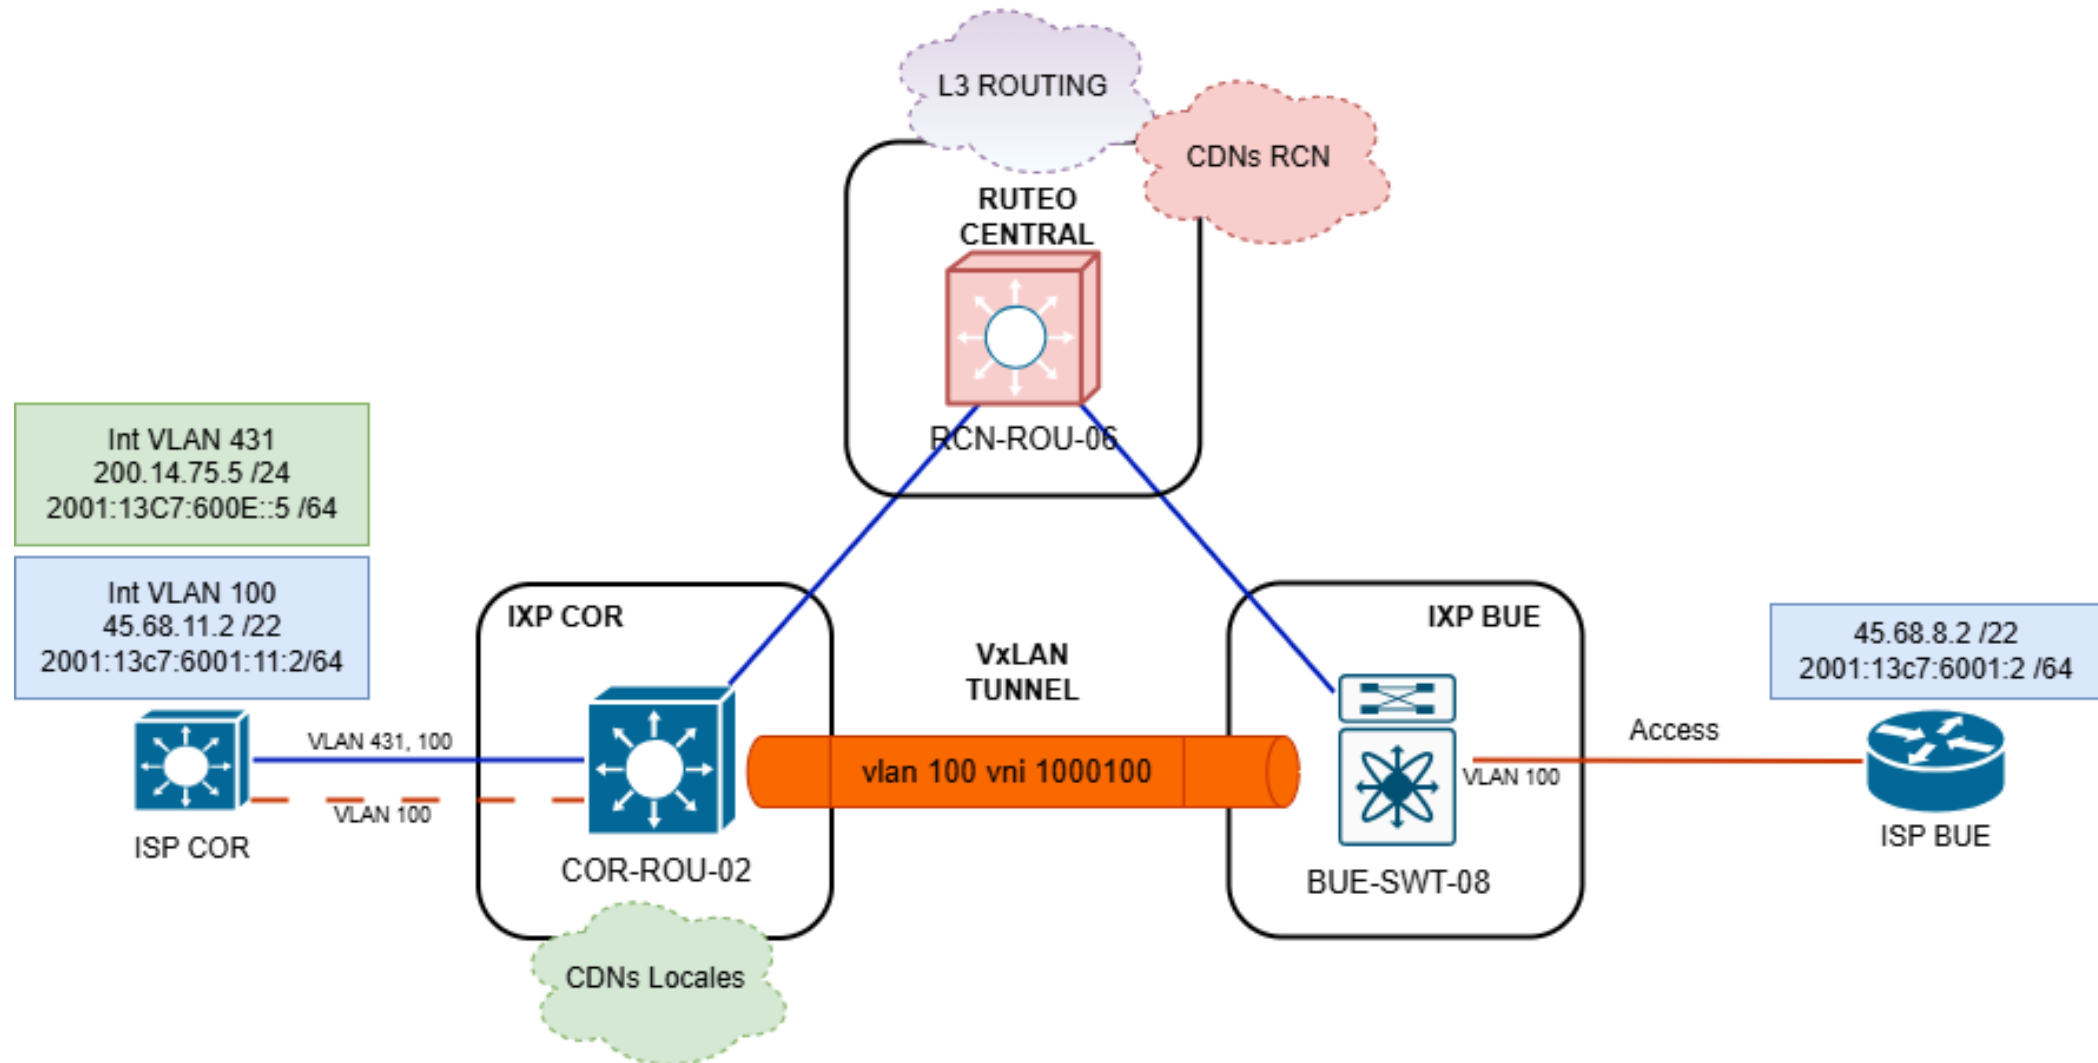 L3 ROUTING
CDNs RCN
RUTEO
CENTRAL
RCN-ROU-06
Int VLAN 431
200.14.75.5 /24
2001:13C7:600E::5 /64
Int VLAN 100
45.68.11.2 /22
2001:13c7:6001:11:2/64
IXP COR
VxLAN
TUNNEL
IXP BUE
45.68.8.2 /22
2001:13c7:6001:2 /64
VLAN 431, 100
VLAN 100
ISP COR
COR-ROU-02
vlan 100 vni 1000100
BUE-SWT-08
Access
VLAN 100
ISP BUE
CDNs Locales